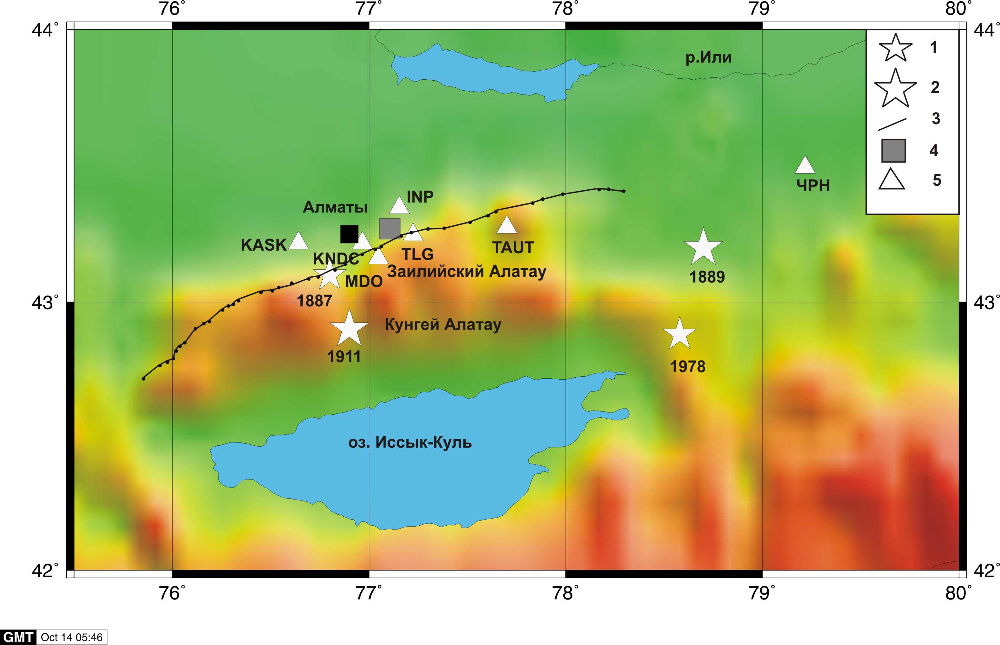 76° 77° 78° 79° 80°
44° 44°
1
р.Или
2
3
4
5
ЧРН
INP
Алматы
KASK
TAUT
KNDC
TLG
Заилийский Алатау
1889
MDO
1887
43° 43°
Кунгей Алатау
1911
1978
оз. Иссык-Куль
42° 42°
76° 77° 78° 79° 80°
GMT Oct 14 05:46